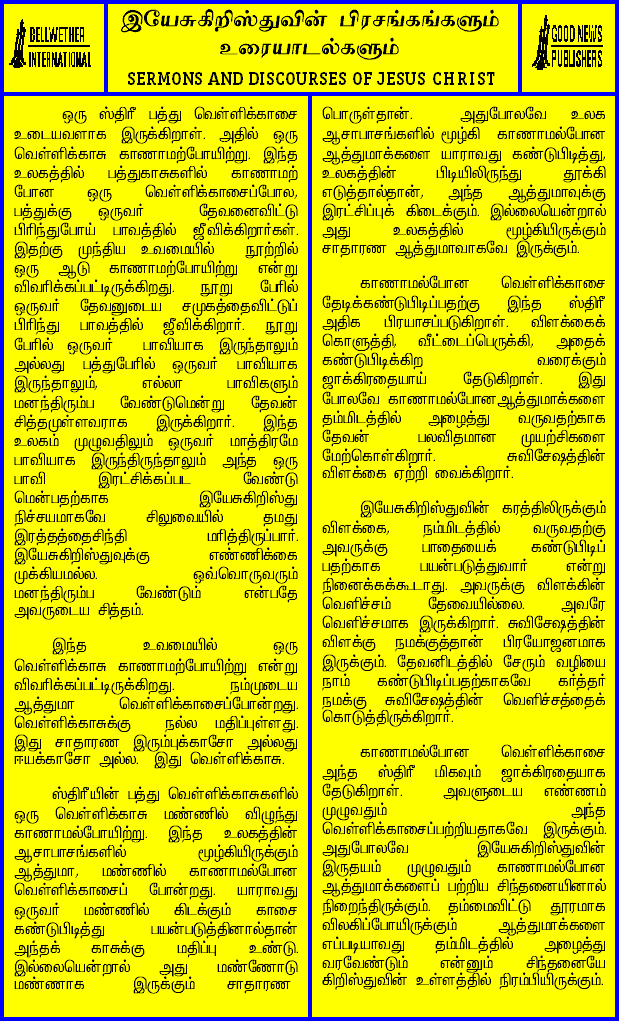 BELLWETHER
INTERNATIONAL
இயேசுகிறிஸ்துவின் பிரசங்கங்களும்
உரையாடல்களும்
SERMONS AND DISCOURSES OF JESUS CHRIST
GOOD NEWS
PUBLISHERS
ஒரு ஸ்திரீ பத்து வெள்ளிக்காசை
உடையவளாக இருக்கிறாள். அதில் ஒரு
வெள்ளிக்காசு காணாமற்போயிற்று. இந்த
உலகத்தில் பத்துகாசுகளில் காணாமற்
போன ஒரு வெள்ளிக்காசைப்போல,
பத்துக்கு ஒருவர் தேவனைவிட்டு
பிரிந்துபோய் பாவத்தில் ஜீவிக்கிறார்கள்.
இதற்கு முந்திய உவமையில் நூற்றில்
ஒரு ஆடு காணாமற்போயிற்று என்று
விவரிக்கப்பட்டிருக்கிறது. நூறு பேரில்
ஒருவர் தேவனுடைய சமுகத்தைவிட்டுப்
பிரிந்து பாவத்தில் ஜீவிக்கிறார். நூறு
பேரில் ஒருவர் பாவியாக இருந்தாலும்
அல்லது பத்துபேரில் ஒருவர் பாவியாக
இருந்தாலும், எல்லா பாவிகளும்
மனந்திரும்ப வேண்டுமென்று தேவன்
சித்தமுள்ளவராக இருக்கிறார். இந்த
உலகம் முழுவதிலும் ஒருவர் மாத்திரமே
பாவியாக இருந்திருந்தாலும் அந்த ஒரு
பாவி இரட்சிக்கப்பட வேண்டு
மென்பதற்காக இயேசுகிறிஸ்து
நிச்சயமாகவே சிலுவையில் தமது
இரத்தத்தைசிந்தி மரித்திருப்பார்.
இயேசுகிறிஸ்துவுக்கு எண்ணிக்கை
முக்கியமல்ல. ஒவ்வொருவரும்
மனந்திரும்ப வேண்டும் என்பதே
அவருடைய சித்தம்.
இந்த உவமையில் ஒரு
வெள்ளிக்காசு காணாமற்போயிற்று என்று
விவரிக்கப்பட்டிருக்கிறது. நம்முடைய
ஆத்துமா வெள்ளிக்காசைப்போன்றது.
வெள்ளிக்காசுக்கு நல்ல மதிப்புள்ளது.
இது சாதாரண இரும்புக்காசோ அல்லது
ஈயக்காசோ அல்ல. இது வெள்ளிக்காசு.
ஸ்திரீயின் பத்து வெள்ளிக்காசுகளில்
ஒரு வெள்ளிக்காசு மண்ணில் விழுந்து
காணாமல்போயிற்று. இந்த உலகத்தின்
ஆசாபாசங்களில் மூழ்கியிருக்கும்
ஆத்துமா, மண்ணில் காணாமல்போன
வெள்ளிக்காசைப் போன்றது. யாராவது
ஒருவர் மண்ணில் கிடக்கும் காசை
கண்டுபிடித்து பயன்படுத்தினால்தான்
அந்தக் காசுக்கு மதிப்பு உண்டு.
இல்லையென்றால் அது மண்ணோடு
மண்ணாக இருக்கும் சாதாரண
பொருள்தான். அதுபோலவே உலக
ஆசாபாசங்களில் மூழ்கி காணாமல்போன
ஆத்துமாக்களை யாராவது கண்டுபிடித்து,
உலகத்தின் பிடியிலிருந்து தூக்கி
எடுத்தால்தான், அந்த ஆத்துமாவுக்கு
இரட்சிப்புக் கிடைக்கும். இல்லையென்றால்
அது உலகத்தில் மூழ்கியிருக்கும்
சாதாரண ஆத்துமாவாகவே இருக்கும்.
காணாமல்போன வெள்ளிக்காசை
தேடிக்கண்டுபிடிப்பதற்கு இந்த ஸ்திரீ
அதிக பிரயாசப்படுகிறாள். விளக்கைக்
கொளுத்தி, வீட்டைப்பெருக்கி, அதைக்
கண்டுபிடிக்கிற வரைக்கும்
ஜாக்கிரதையாய் தேடுகிறாள். இது
போலவே காணாமல்போனஆத்துமாக்களை
தம்மிடத்தில் அழைத்து வருவதற்காக
தேவன் பலவிதமான முயற்சிகளை
மேற்கொள்கிறார். சுவிசேஷத்தின்
விளக்கை ஏற்றி வைக்கிறார்.
இயேசுகிறிஸ்துவின் கரத்திலிருக்கும்
விளக்கை, நம்மிடத்தில் வருவதற்கு
அவருக்கு பாதையைக் கண்டுபிடிப்
பதற்காக பயன்படுத்துவார் என்று
நினைக்கக்கூடாது. அவருக்கு விளக்கின்
வெளிச்சம் தேவையில்லை. அவரே
வெளிச்சமாக இருக்கிறார். சுவிசேஷத்தின்
விளக்கு நமக்குத்தான் பிரயோஜனமாக
இருக்கும். தேவனிடத்தில் சேரும் வழியை
நாம் கண்டுபிடிப்பதற்காகவே கர்த்தர்
நமக்கு சுவிசேஷத்தின் வெளிச்சத்தைக்
கொடுத்திருக்கிறார்.
காணாமல்போன வெள்ளிக்காசை
அந்த ஸ்திரீ மிகவும் ஜாக்கிரதையாக
தேடுகிறாள். அவளுடைய எண்ணம்
முழுவதும் அந்த
வெள்ளிக்காசைப்பற்றியதாகவே இருக்கும்.
அதுபோலவே இயேசுகிறிஸ்துவின்
இருதயம் முழுவதும் காணாமல்போன
ஆத்துமாக்களைப் பற்றிய சிந்தனையினால்
நிறைந்திருக்கும். தம்மைவிட்டு தூரமாக
விலகிப்போயிருக்கும் ஆத்துமாக்களை
எப்படியாவது தம்மிடத்தில் அழைத்து
வரவேண்டும் என்னும் சிந்தனையே
கிறிஸ்துவின் உள்ளத்தில் நிரம்பியிருக்கும்.